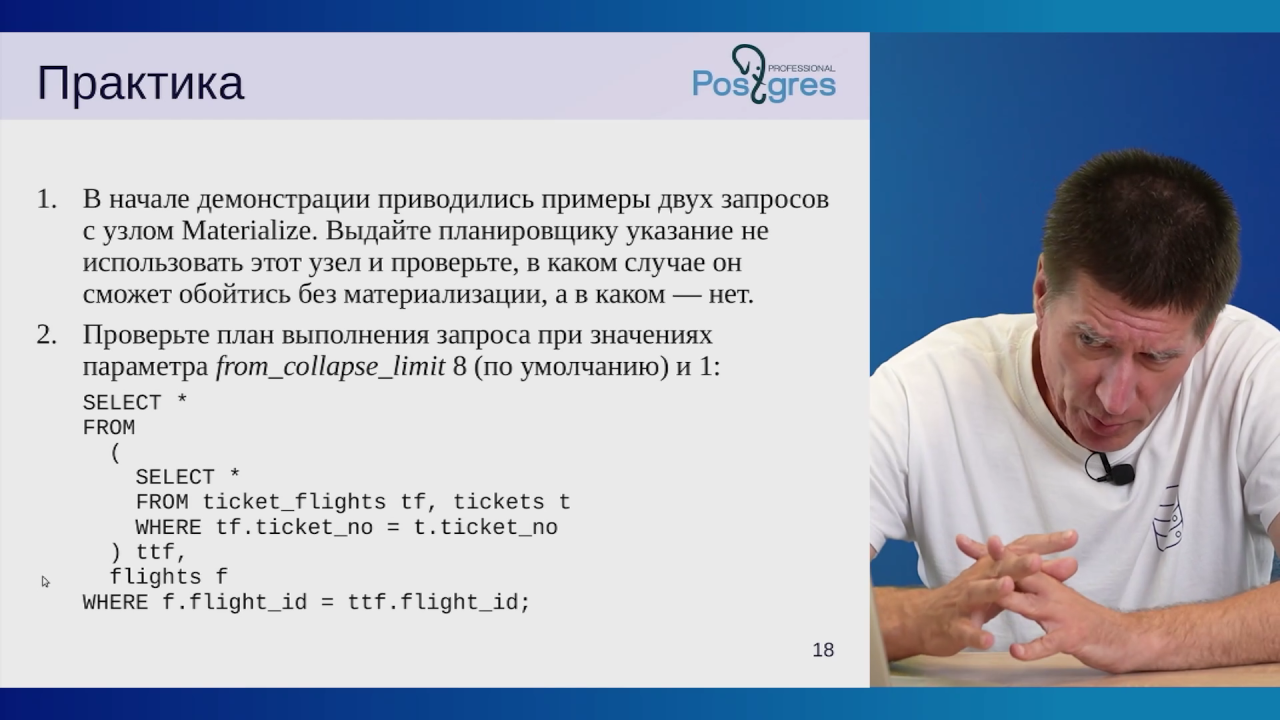 Практика
PROFESSIONAL
Postgres
1. В начале демонстрации приводились примеры двух запросов
с узлом Materialize. Выдайте планировщику указание не
использовать этот узел и проверьте, в каком случае он
сможет обойтись без материализации, а в каком — нет.
2. Проверьте план выполнения запроса при значениях
параметра from_collapse_limit 8 (по умолчанию) и 1:
SELECT *
FROM
(
SELECT *
FROM ticket_flights tf, tickets t
WHERE tf.ticket_no = t.ticket_no
) ttf,
flights f
WHERE f.flight_id = ttf.flight_id;
18